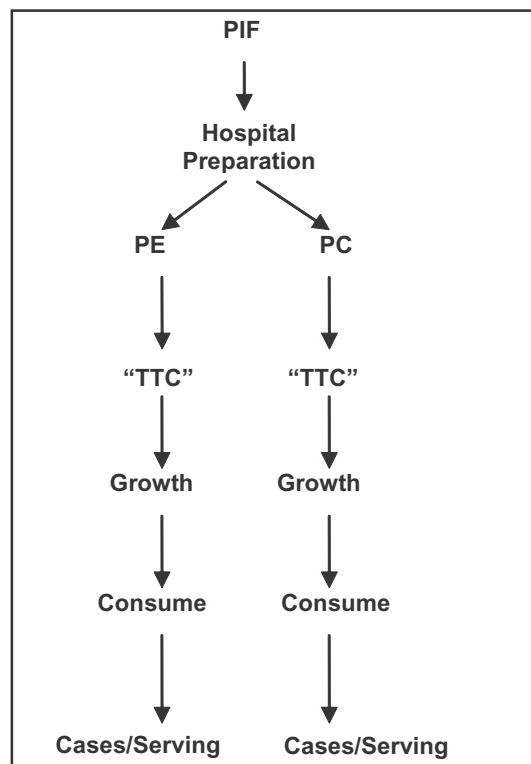 PIF
Hospital
Preparation
PE PC
“TTC” “TTC”
Growth Growth
Consume Consume
Cases/Serving Cases/Serving